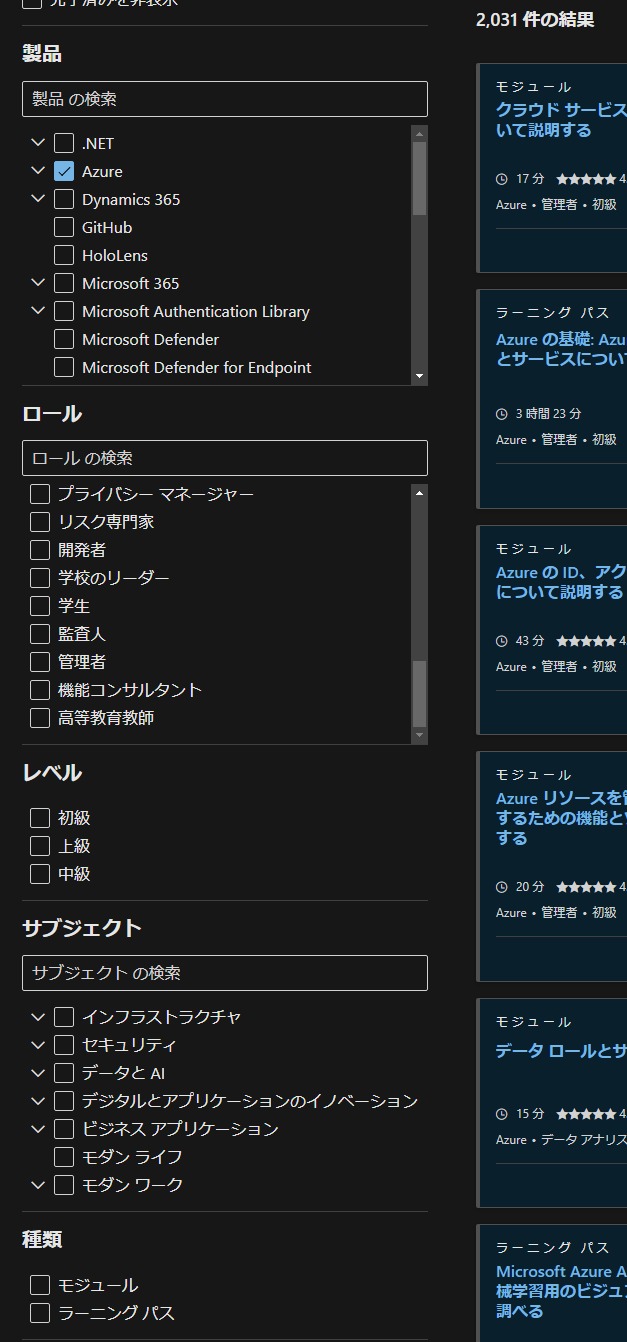 完了済みを非表示
製品
製品 の検索
.NET
Azure
Dynamics 365
GitHub
HoloLens
Microsoft 365
Microsoft Authentication Library
Microsoft Defender
Microsoft Defender for Endpoint
ロール
ロール の検索
プライバシー マネージャー
リスク専門家
開発者
学校のリーダー
学生
監査人
管理者
機能コンサルタント
高等教育教師
レベル
初級
上級
中級
サブジェクト
サブジェクト の検索
インフラストラクチャ
セキュリティ
データと AI
デジタルとアプリケーションのイノベーション
ビジネス アプリケーション
モダン ライフ
モダン ワーク
種類
モジュール
ラーニング パス
2,031 件の結果
モジュール
クラウド サービス
いて説明する
17 分 ★★★★★ 4
Azure • 管理者 • 初級
ラーニング パス
Azure の基礎: Azu
とサービスについ
3 時間 23 分
Azure • 管理者 • 初級
モジュール
Azure の ID、アク
について説明する
43 分 ★★★★★ 4
Azure • 管理者 • 初級
モジュール
Azure リソースを
するための機能と
する
20 分 ★★★★★ 4
Azure • 管理者 • 初級
モジュール
データ ロールとサ
15 分 ★★★★★ 4
Azure • データ アナリス
ラーニング パス
Microsoft Azure A
械学習用のビジュ
調べる